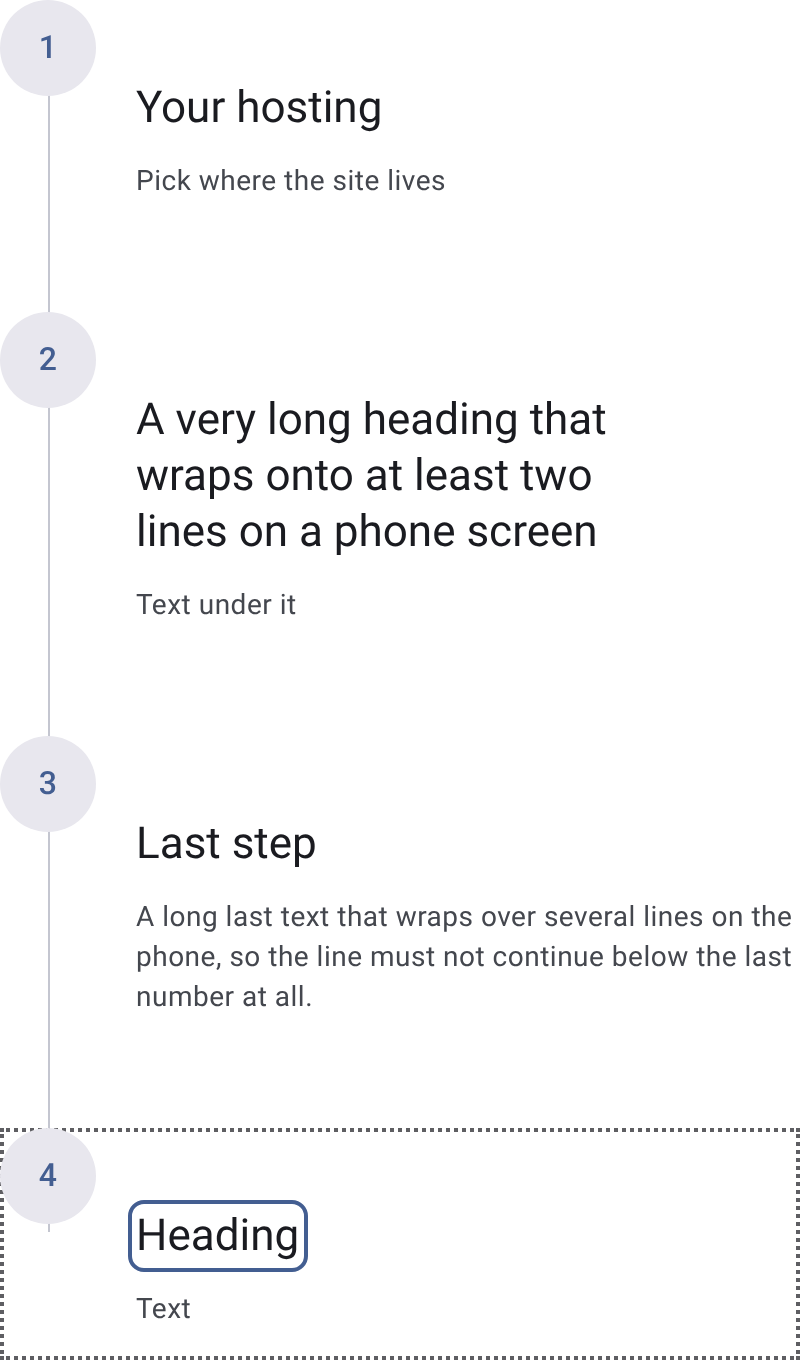 1
Your hosting
Pick where the site lives
2
A very long heading that
wraps onto at least two
lines on a phone screen
Text under it
3
Last step
A long last text that wraps over several lines on the
phone, so the line must not continue below the last
number at all.
4
Heading
Text